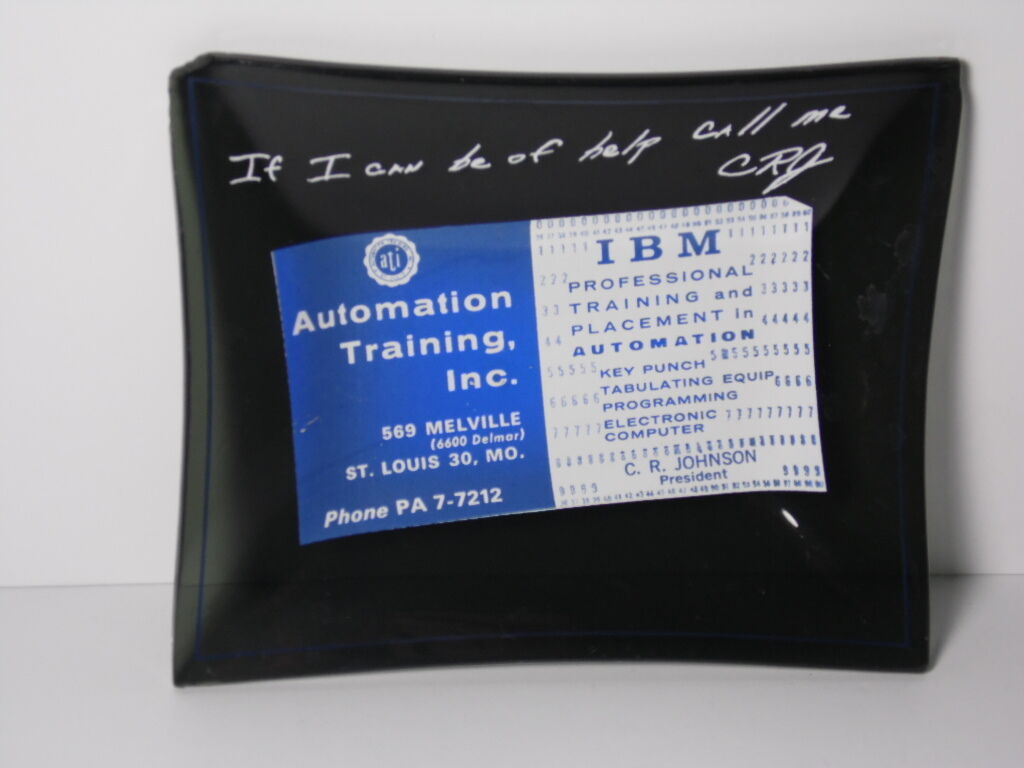 If I can be of help call me
CRJ
ati
Automation
Training,
Inc.
569 MELVILLE
(6600 Delmar)
ST. LOUIS 30, MO.
Phone PA 7-7212
IBM
PROFESSIONAL
TRAINING and
PLACEMENT in
AUTOMATION
KEY PUNCH
TABULATING EQUIP.
PROGRAMMING
ELECTRONIC
COMPUTER
C. R. JOHNSON
President